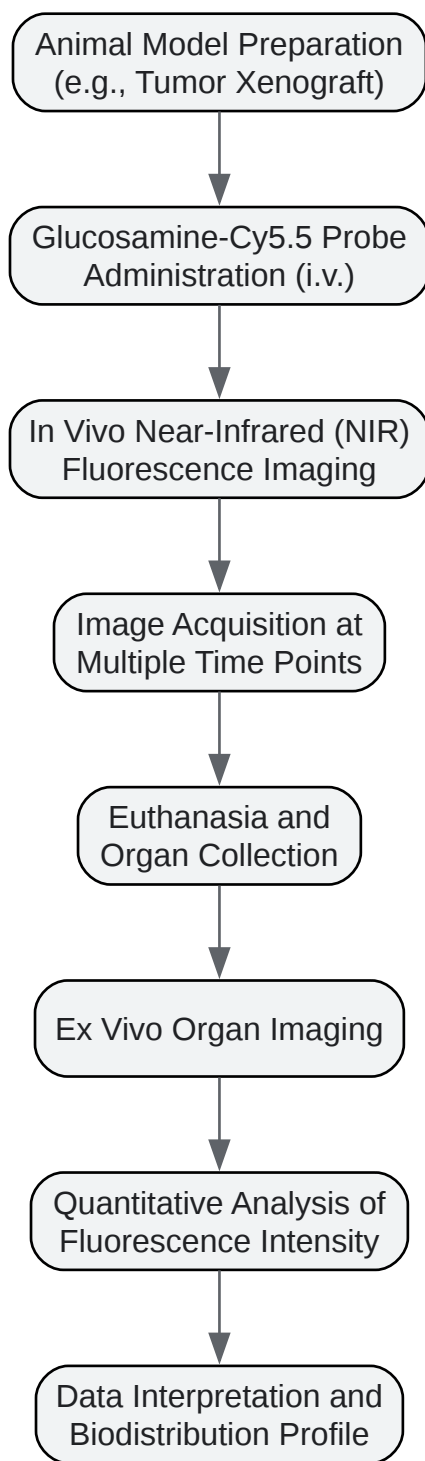 Animal Model Preparation
(e.g., Tumor Xenograft)
Glucosamine-Cy5.5 Probe
Administration (i.v.)
In Vivo Near-Infrared (NIR)
Fluorescence Imaging
Image Acquisition at
Multiple Time Points
Euthanasia and
Organ Collection
Ex Vivo Organ Imaging
Quantitative Analysis of
Fluorescence Intensity
Data Interpretation and
Biodistribution Profile